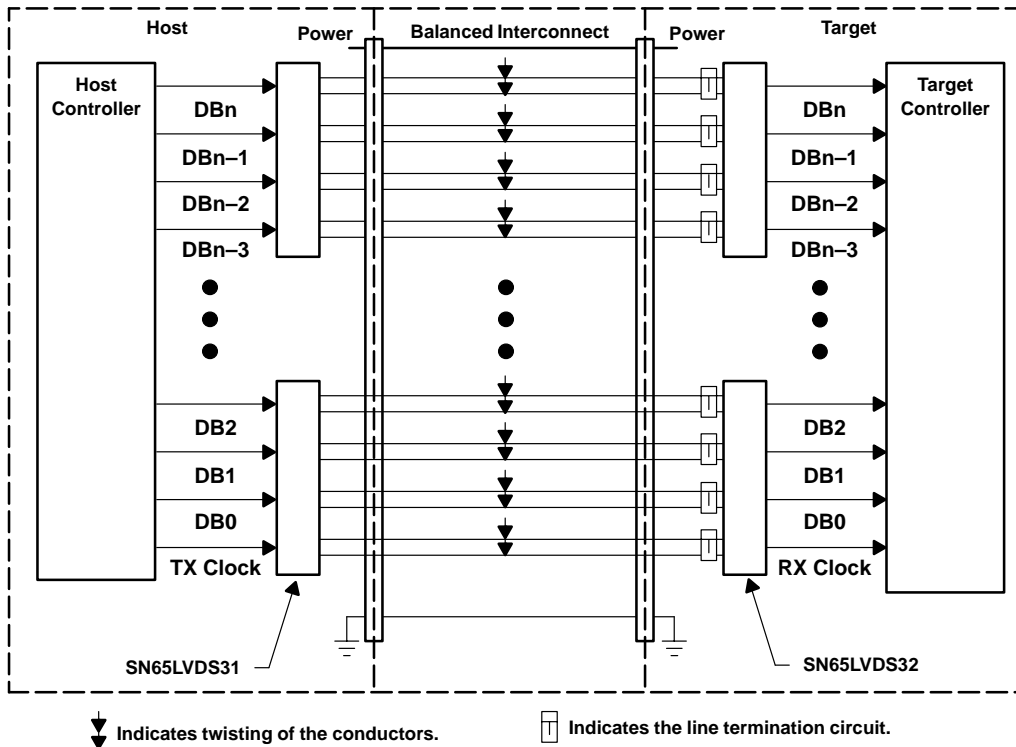 Host
Power
Balanced Interconnect
Power
Target
Host
Controller
Target
Controller
DBn
DBn
DBn–1
DBn–1
DBn–2
DBn–2
DBn–3
DBn–3
T
T
T
T
T
DB2
DB2
T
DB1
DB1
T
DB0
DB0
T
TX Clock
RX Clock
SN65LVDS31
SN65LVDS32
Indicates twisting of the conductors.
T
Indicates the line termination circuit.